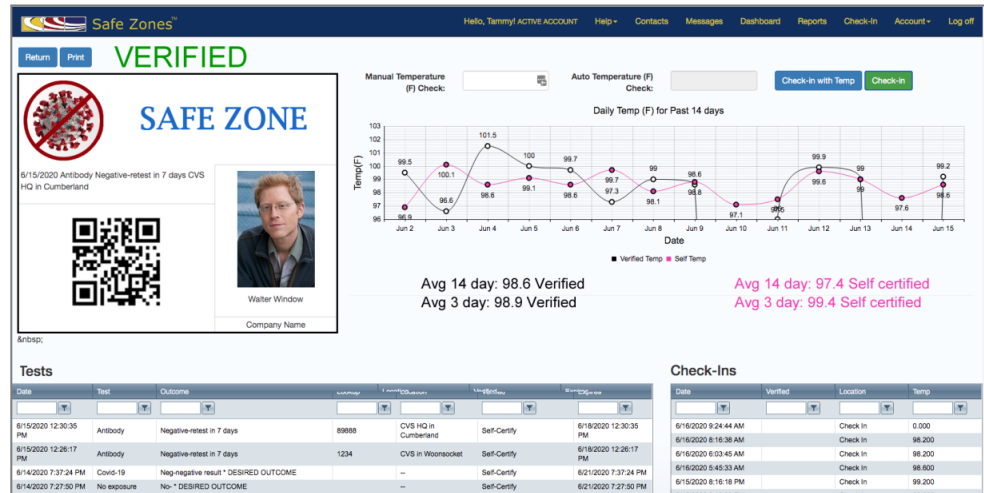 Safe Zones™
Hello, Tammy! ACTIVE ACCOUNT Help Contacts Messages Dashboard Reports Check-In Account Log off
Return Print VERIFIED
SAFE ZONE
6/15/2020 Antibody Negative-retest in 7 days CVS
HQ in Cumberland
Walter Window
Company Name
&nbsp;
Manual Temperature
(F) Check:
Auto Temperature (F)
Check:
Check-in with Temp Check-in
Daily Temp (F) for Past 14 days
Temp(F)
103
102
101
100
99
98
97
96
99.5 96.6 101.5 100 99.7 97.3 99 98.6 99.9 99 99.2
96.9 100.1 98.6 99.1 98.6 99.7 98.1 98.8 97.1 99.6 99 97.6 98.6
Jun 2 Jun 3 Jun 4 Jun 5 Jun 6 Jun 7 Jun 8 Jun 9 Jun 10 Jun 11 Jun 12 Jun 13 Jun 14 Jun 15
Date
Verified Temp Self Temp
Avg 14 day: 98.6 Verified
Avg 3 day: 98.9 Verified
Avg 14 day: 97.4 Self certified
Avg 3 day: 99.4 Self certified
Tests
Date Test Outcome Lookup Location Verified
6/15/2020 12:30:35
PM Antibody Negative-retest in 7 days 89888 CVS HQ in
Cumberland Self-Certify 6/18/2020 12:30:35
PM
6/15/2020 12:26:17
PM Antibody Negative-retest in 7 days 1234 CVS in Woonsocket Self-Certify 6/18/2020 12:26:17
PM
6/14/2020 7:37:24 PM Covid-19 Neg-negative result * DESIRED OUTCOME -- Self-Certify 6/21/2020 7:37:24 PM
6/14/2020 7:27:50 PM No exposure No- * DESIRED OUTCOME -- Self-Certify 6/21/2020 7:27:50 PM
Check-Ins
Date Verified Location Temp
6/16/2020 9:24:44 AM Check In 0.000
6/16/2020 8:16:38 AM Check In 98.200
6/16/2020 6:03:45 AM Check In 98.200
6/16/2020 5:45:33 AM Check In 98.600
6/15/2020 8:16:18 PM Check In 99.200